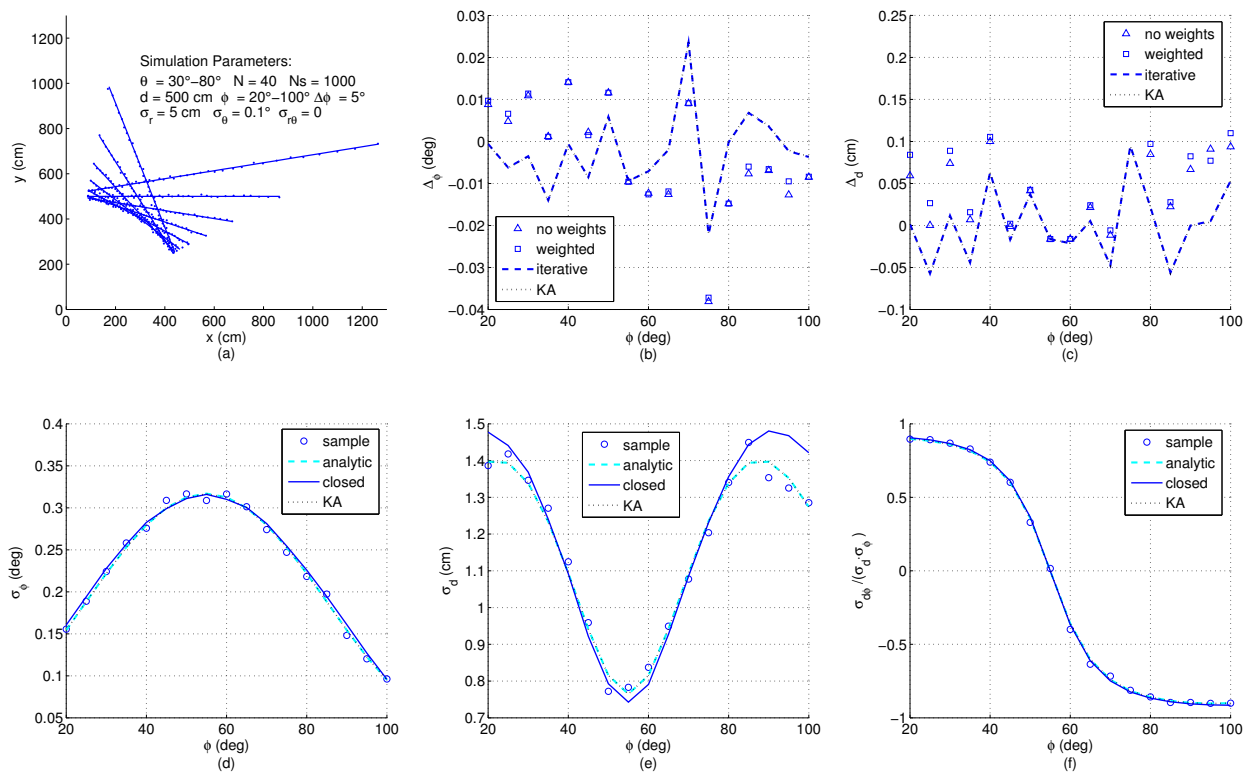 1200
1000
800
600
400
200
0
0 200 400 600 800 1000 1200
y (cm)
x (cm)
(a)
Simulation Parameters:
θ = 30°−80° N = 40 Ns = 1000
d = 500 cm ϕ = 20°−100° Δϕ = 5°
σr = 5 cm σθ = 0.1° σrθ = 0
0.03
0.02
0.01
0
−0.01
−0.02
−0.03
−0.04
20 40 60 80 100
Δϕ (deg)
ϕ (deg)
(b)
no weights
weighted
iterative
KA
0.25
0.2
0.15
0.1
0.05
0
−0.05
−0.1
20 40 60 80 100
Δd (cm)
ϕ (deg)
(c)
no weights
weighted
iterative
KA
0.4
0.35
0.3
0.25
0.2
0.15
0.1
0.05
20 40 60 80 100
σϕ (deg)
ϕ (deg)
(d)
sample
analytic
closed
KA
1.5
1.4
1.3
1.2
1.1
1
0.9
0.8
0.7
20 40 60 80 100
σd (cm)
ϕ (deg)
(e)
sample
analytic
closed
KA
1
0.5
0
−0.5
−1
20 40 60 80 100
σdϕ /(σd·σϕ)
ϕ (deg)
(f)
sample
analytic
closed
KA